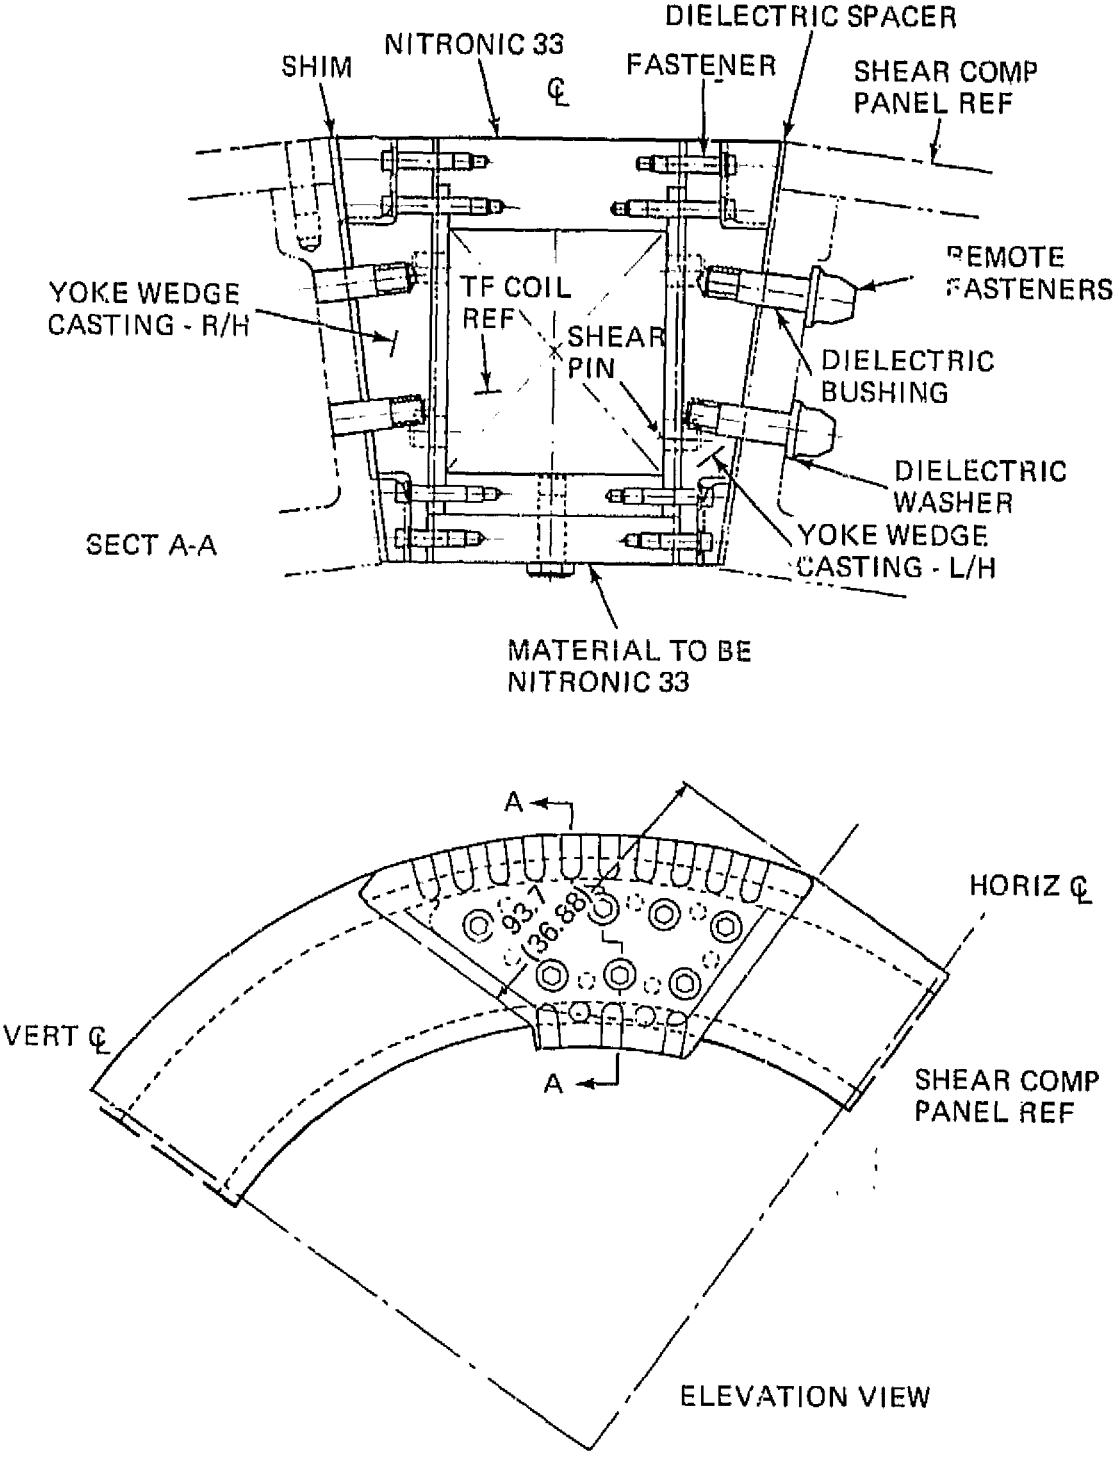 DIELECTRIC SPACER
NITRONIC 33
SHIM
FASTENER
℄
SHEAR COMP
PANEL REF
REMOTE
FASTENERS
YOKE WEDGE
CASTING - R/H
TF COIL
REF
SHEAR
PIN
DIELECTRIC
BUSHING
DIELECTRIC
WASHER
SECT A-A
YOKE WEDGE
CASTING - L/H
MATERIAL TO BE
NITRONIC 33
A
93.7
(36.88)
HORIZ ℄
VERT ℄
A
SHEAR COMP
PANEL REF
ELEVATION VIEW